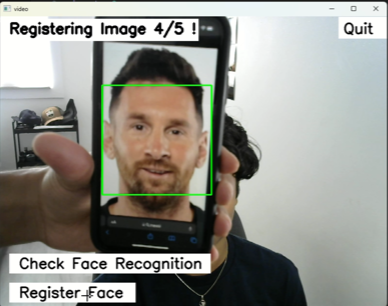 video
Registering Image 4/5 !
Quit
Check Face Recognition
Register Face